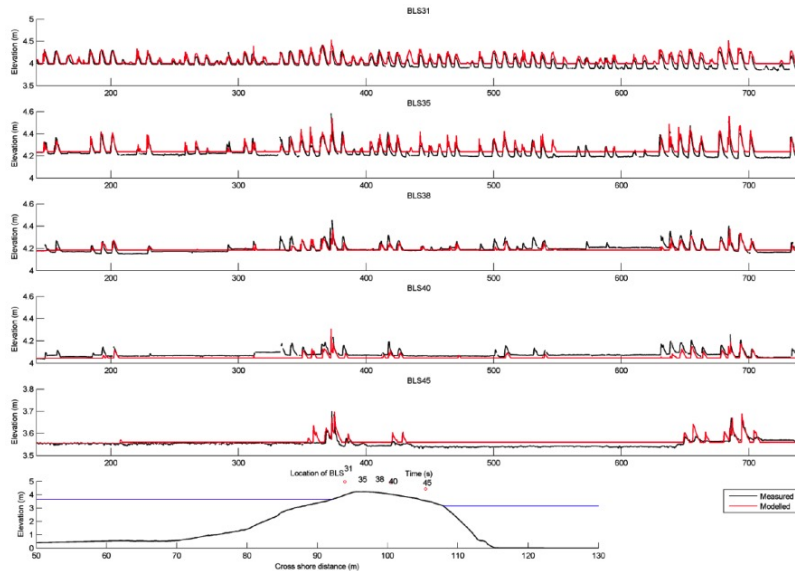 BLS31
Elevation (m)
5
4.5
4
3.5
200 300 400 500 600 700
BLS35
Elevation (m)
4.6
4.4
4.2
4
200 300 400 500 600 700
BLS38
Elevation (m)
4.6
4.4
4.2
4
200 300 400 500 600 700
BLS40
Elevation (m)
4.6
4.4
4.2
4
200 300 400 500 600 700
BLS45
Elevation (m)
3.8
3.7
3.6
3.5
200 300 400 500 600 700
Location of BLS 31 35 38 40 45 Time (s)
Elevation (m)
5
4
3
2
1
0
50 60 70 80 90 100 110 120 130
Cross shore distance (m)
Measured
Modelled